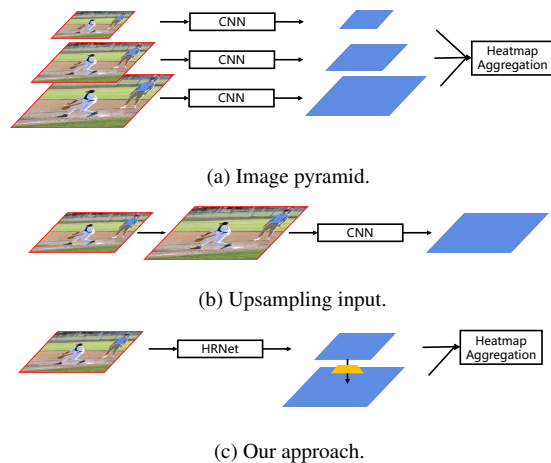 CNN
CNN
CNN
Heatmap
Aggregation
(a) Image pyramid.
CNN
(b) Upsampling input.
HRNet
Heatmap
Aggregation
(c) Our approach.